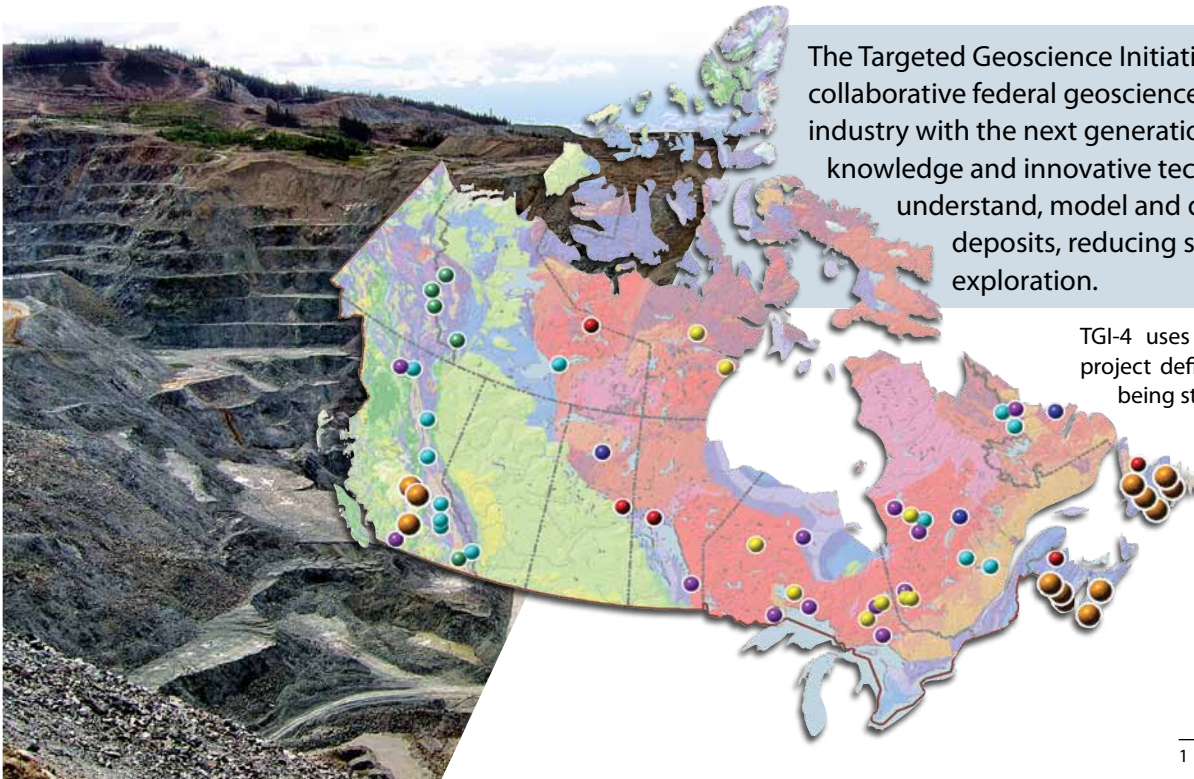 The Targeted Geoscience Initiati
collaborative federal geoscience
industry with the next generatio
knowledge and innovative tec
understand, model and
deposits, reducing s
exploration.
TGI-4 uses
project defi
being st
1